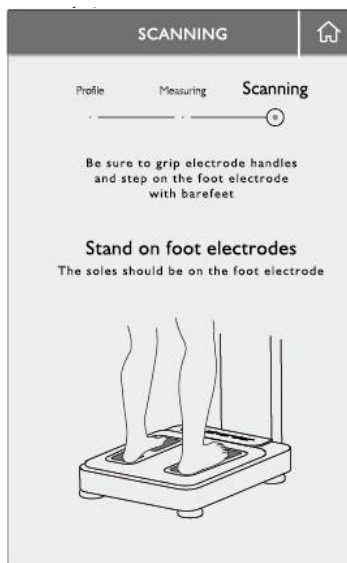 SCANNING
Profile Measuring Scanning
Be sure to grip electrode handles
and step on the foot electrode
with barefeet
Stand on foot electrodes
The soles should be on the foot electrode